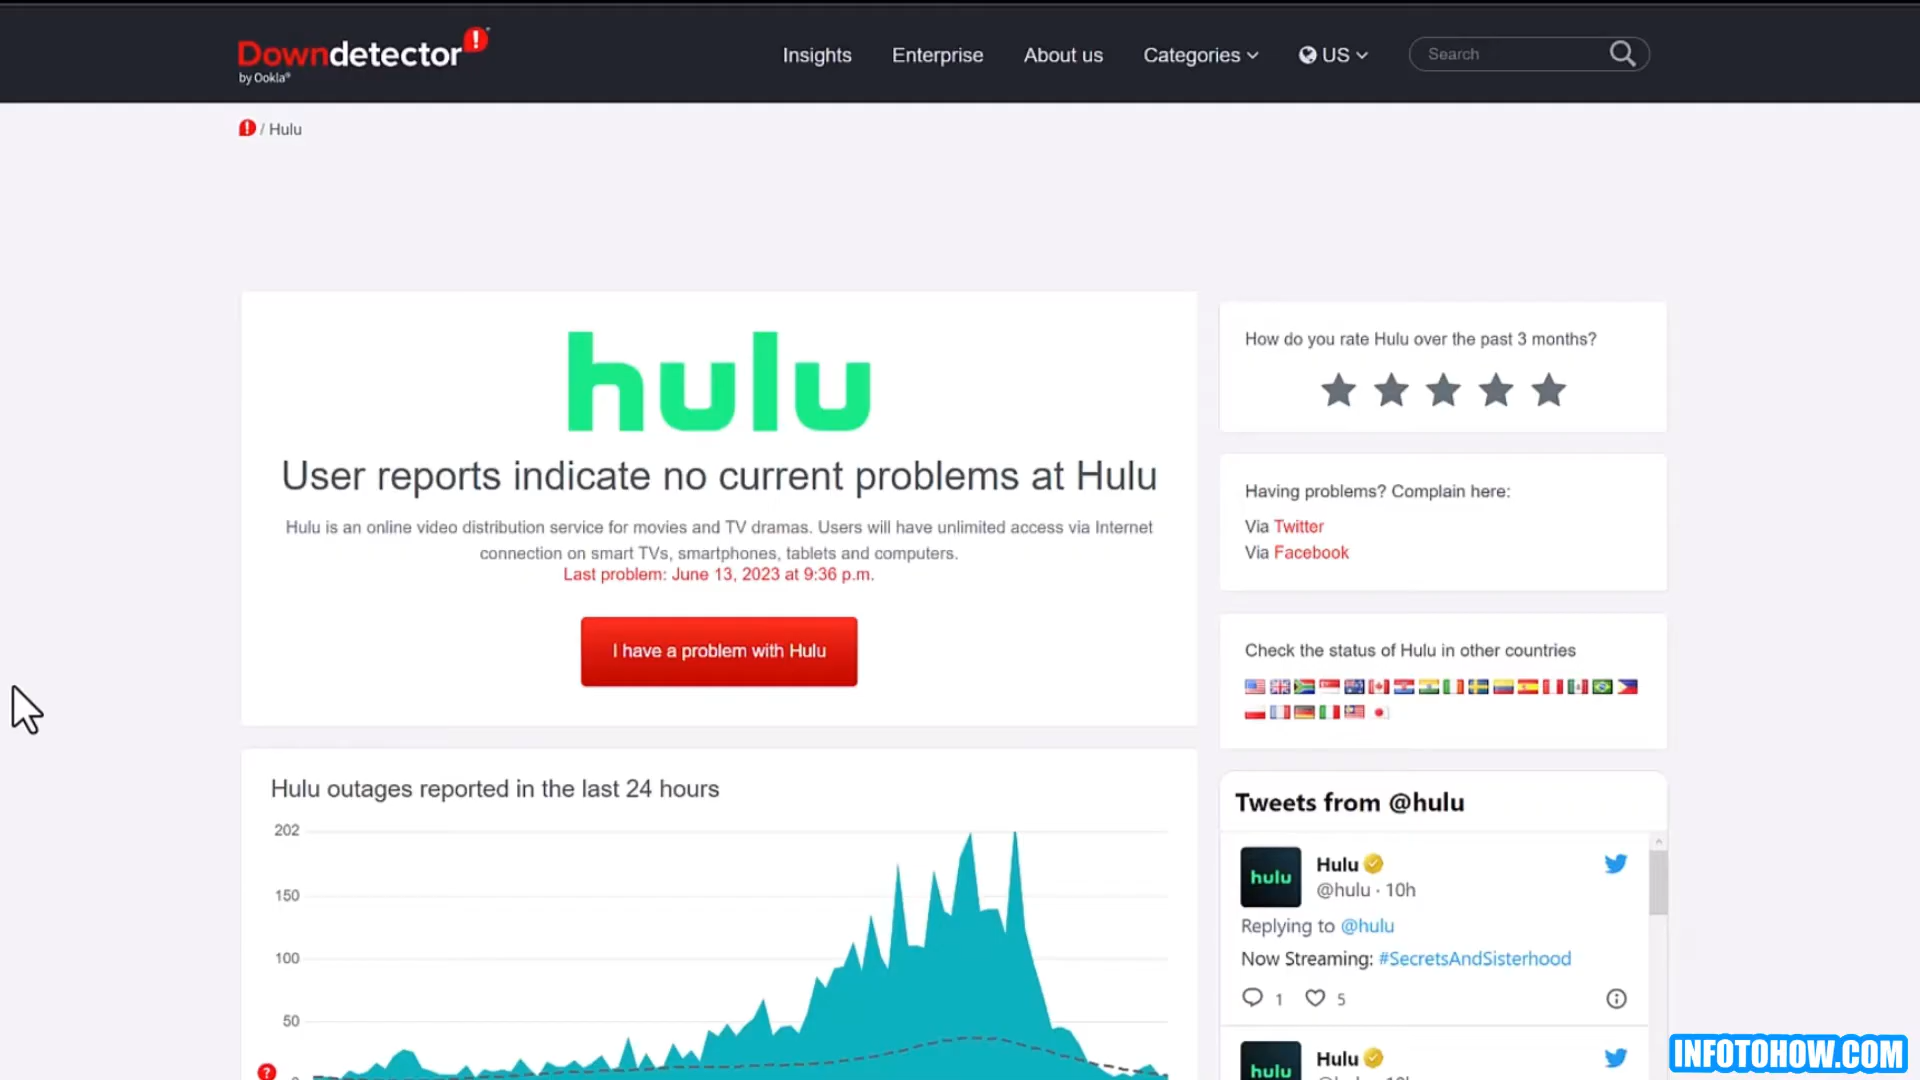 Downdetector
by Ookla®
Insights
Enterprise
About us
Categories
US
Search
/ Hulu
hulu
User reports indicate no current problems at Hulu
Hulu is an online video distribution service for movies and TV dramas. Users will have unlimited access via Internet
connection on smart TVs, smartphones, tablets and computers.
Last problem: June 13, 2023 at 9:36 p.m.
I have a problem with Hulu
Hulu outages reported in the last 24 hours
202
150
100
50
How do you rate Hulu over the past 3 months?
Having problems? Complain here:
Via Twitter
Via Facebook
Check the status of Hulu in other countries
Tweets from @hulu
hulu
Hulu
@hulu · 10h
Replying to @hulu
Now Streaming: #SecretsAndSisterhood
1
5
hulu
Hulu
INFOTOHOW.COM